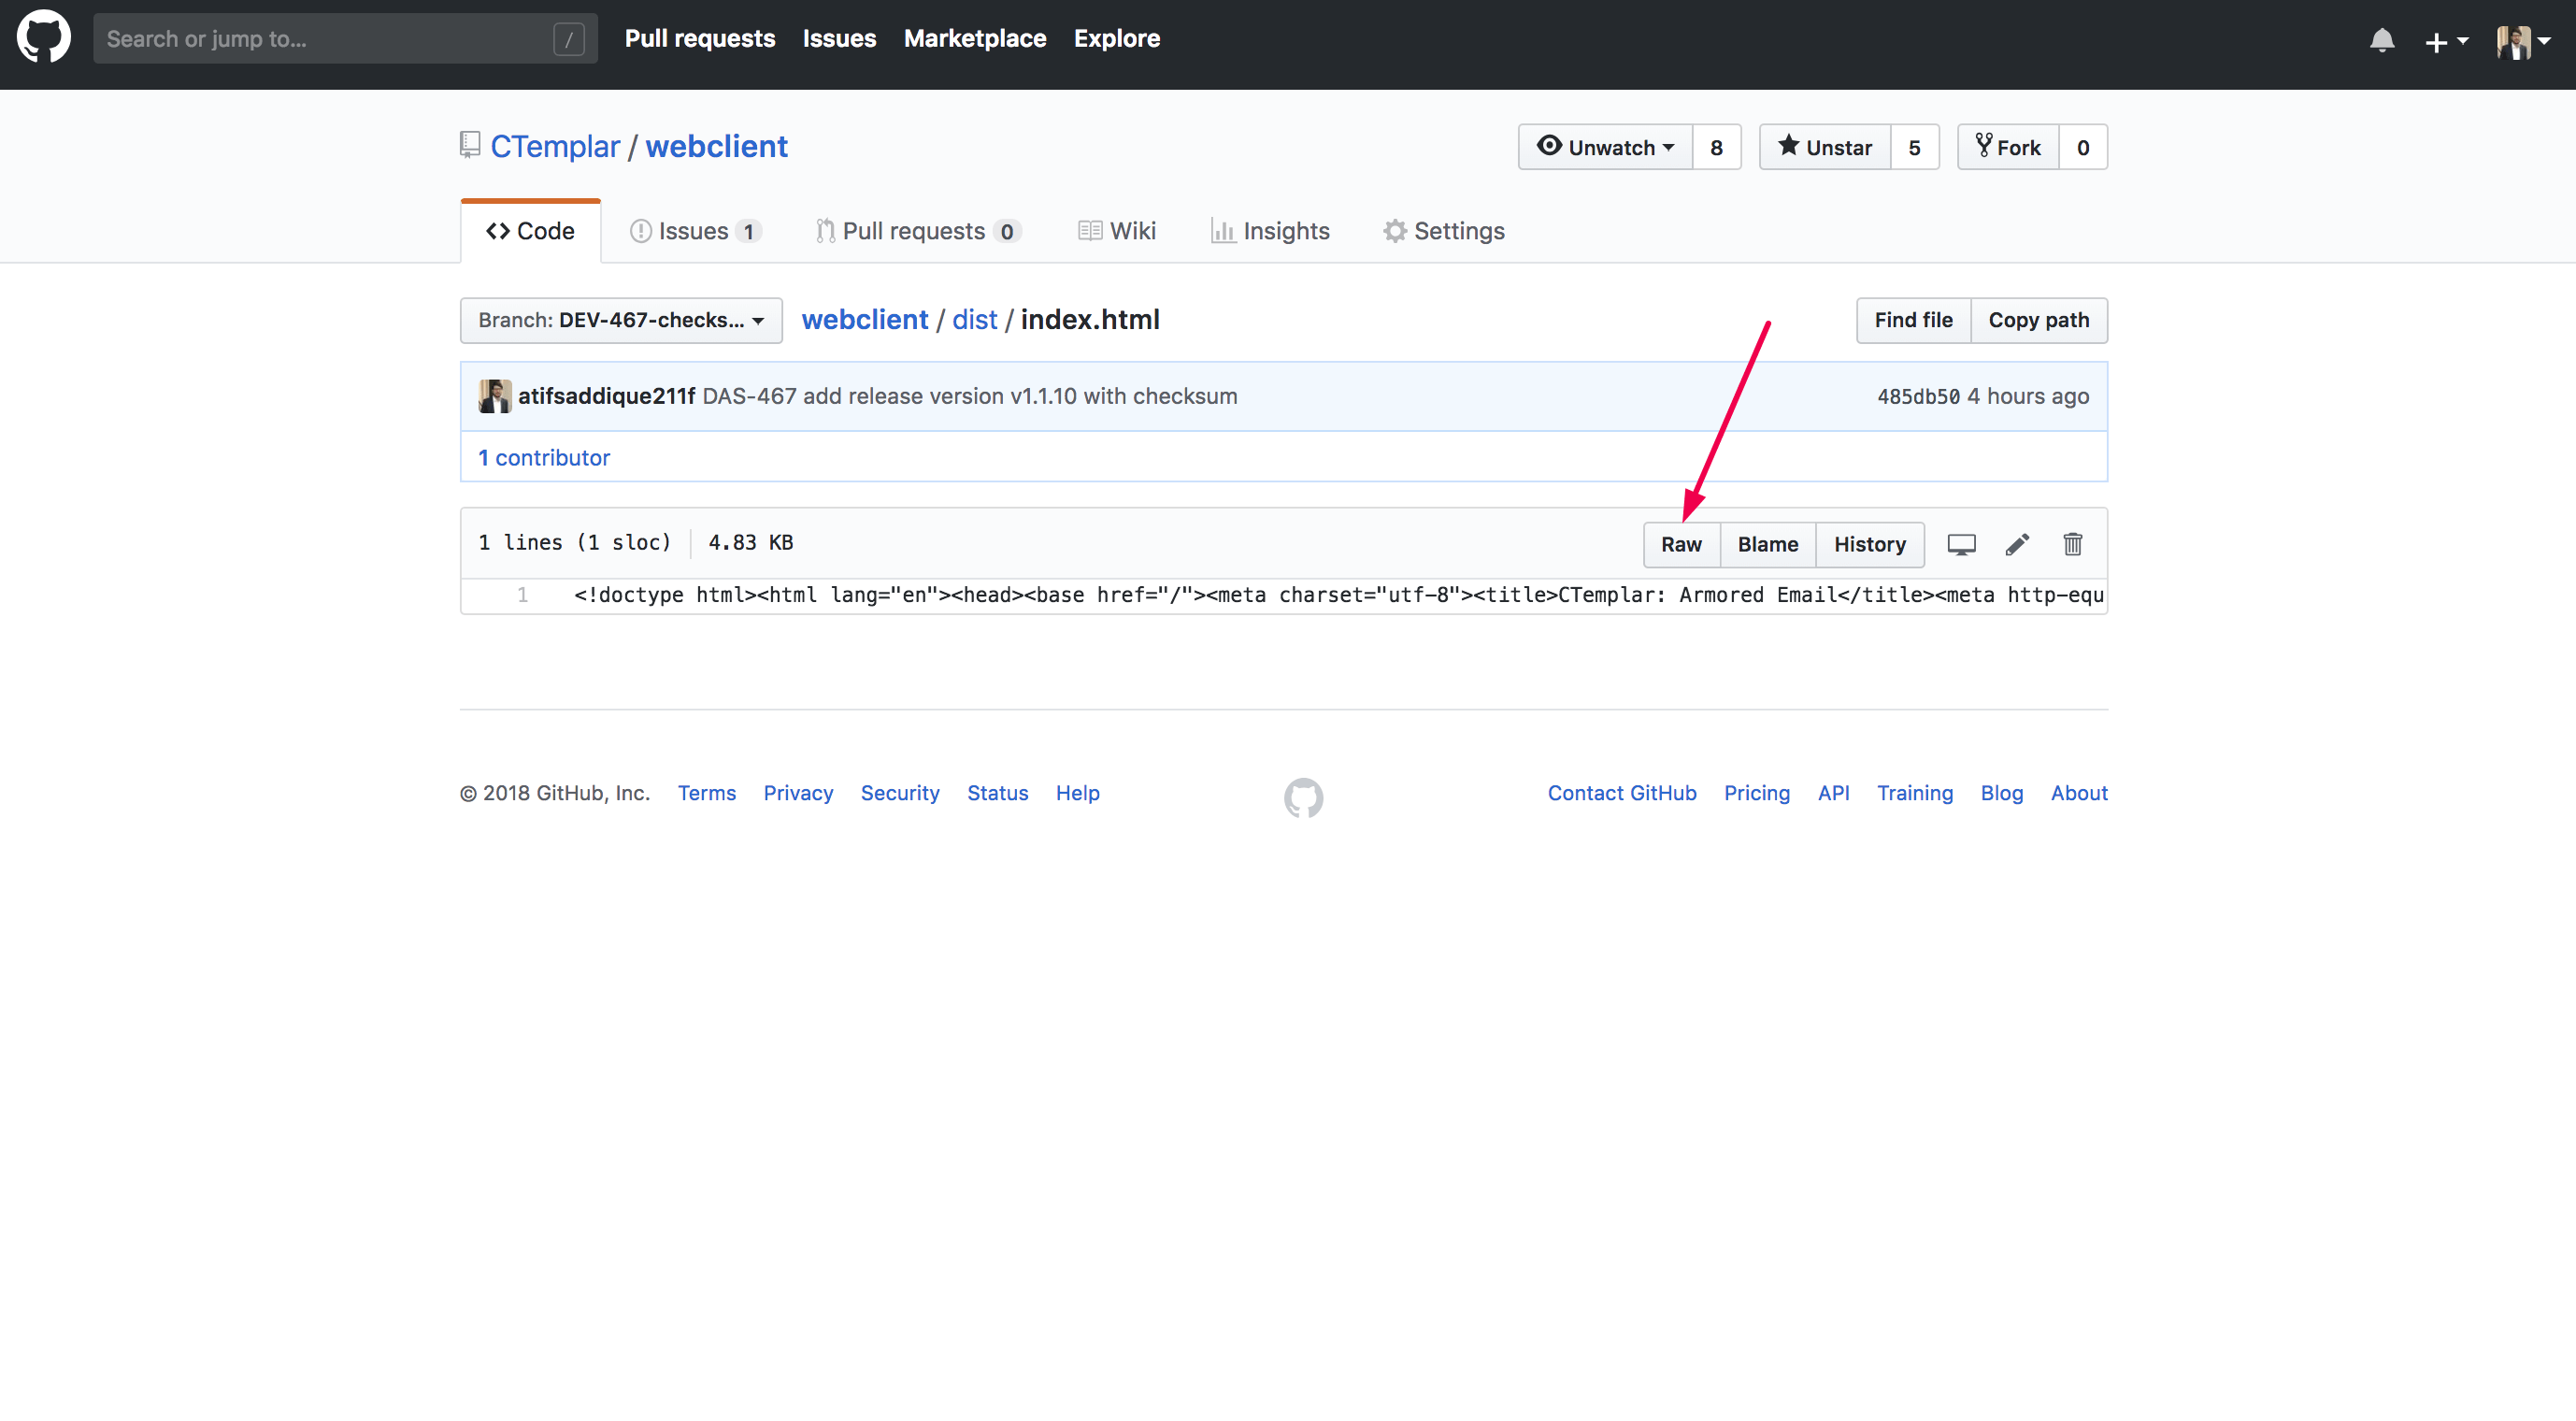 Search or jump to... / Pull requests Issues Marketplace Explore
CTemplar / webclient Unwatch 8 Unstar 5 Fork 0
Code Issues 1 Pull requests 0 Wiki Insights Settings
Branch: DEV-467-checks... webclient / dist / index.html Find file Copy path
atifsaddique211f DAS-467 add release version v1.1.10 with checksum 485db50 4 hours ago
1 contributor
1 lines (1 sloc) 4.83 KB Raw Blame History
1 <!doctype html><html lang="en"><head><base href="/"><meta charset="utf-8"><title>CTemplar: Armored Email</title><meta http-equ
© 2018 GitHub, Inc. Terms Privacy Security Status Help Contact GitHub Pricing API Training Blog About